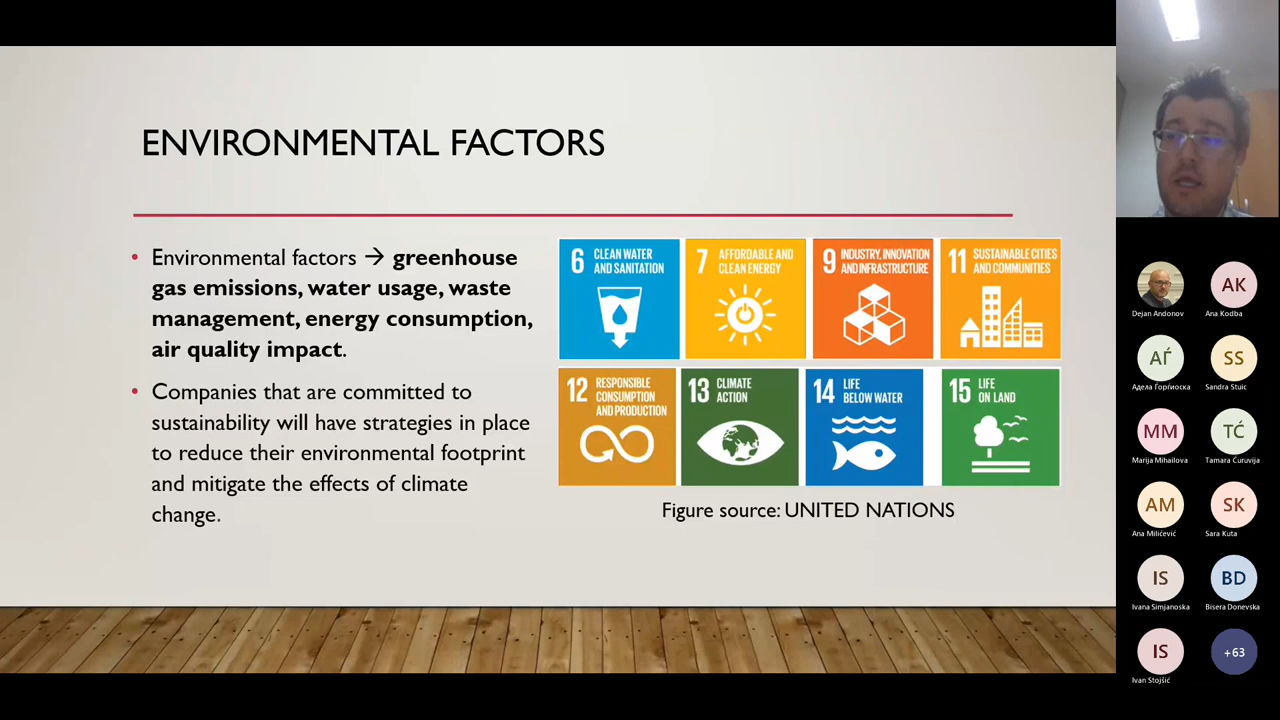 ENVIRONMENTAL FACTORS
• Environmental factors → greenhouse
gas emissions, water usage, waste
management, energy consumption,
air quality impact.
• Companies that are committed to
sustainability will have strategies in place
to reduce their environmental footprint
and mitigate the effects of climate
change.
6 CLEAN WATER
AND SANITATION
7 AFFORDABLE AND
CLEAN ENERGY
9 INDUSTRY, INNOVATION
AND INFRASTRUCTURE
11 SUSTAINABLE CITIES
AND COMMUNITIES
12 RESPONSIBLE
CONSUMPTION
AND PRODUCTION
13 CLIMATE
ACTION
14 LIFE
BELOW WATER
15 LIFE
ON LAND
Figure source: UNITED NATIONS
Dejan Andonov
AK
Ana Kodba
АЃ
Адела Ѓорѓиоска
SS
Sandra Stuic
MM
Marija Mihailova
TĆ
Tamara Ćuruvija
AM
Ana Milićević
SK
Sara Kuta
IS
Ivana Simjanoska
BD
Bisera Donevska
IS
Ivan Stojšić
+63